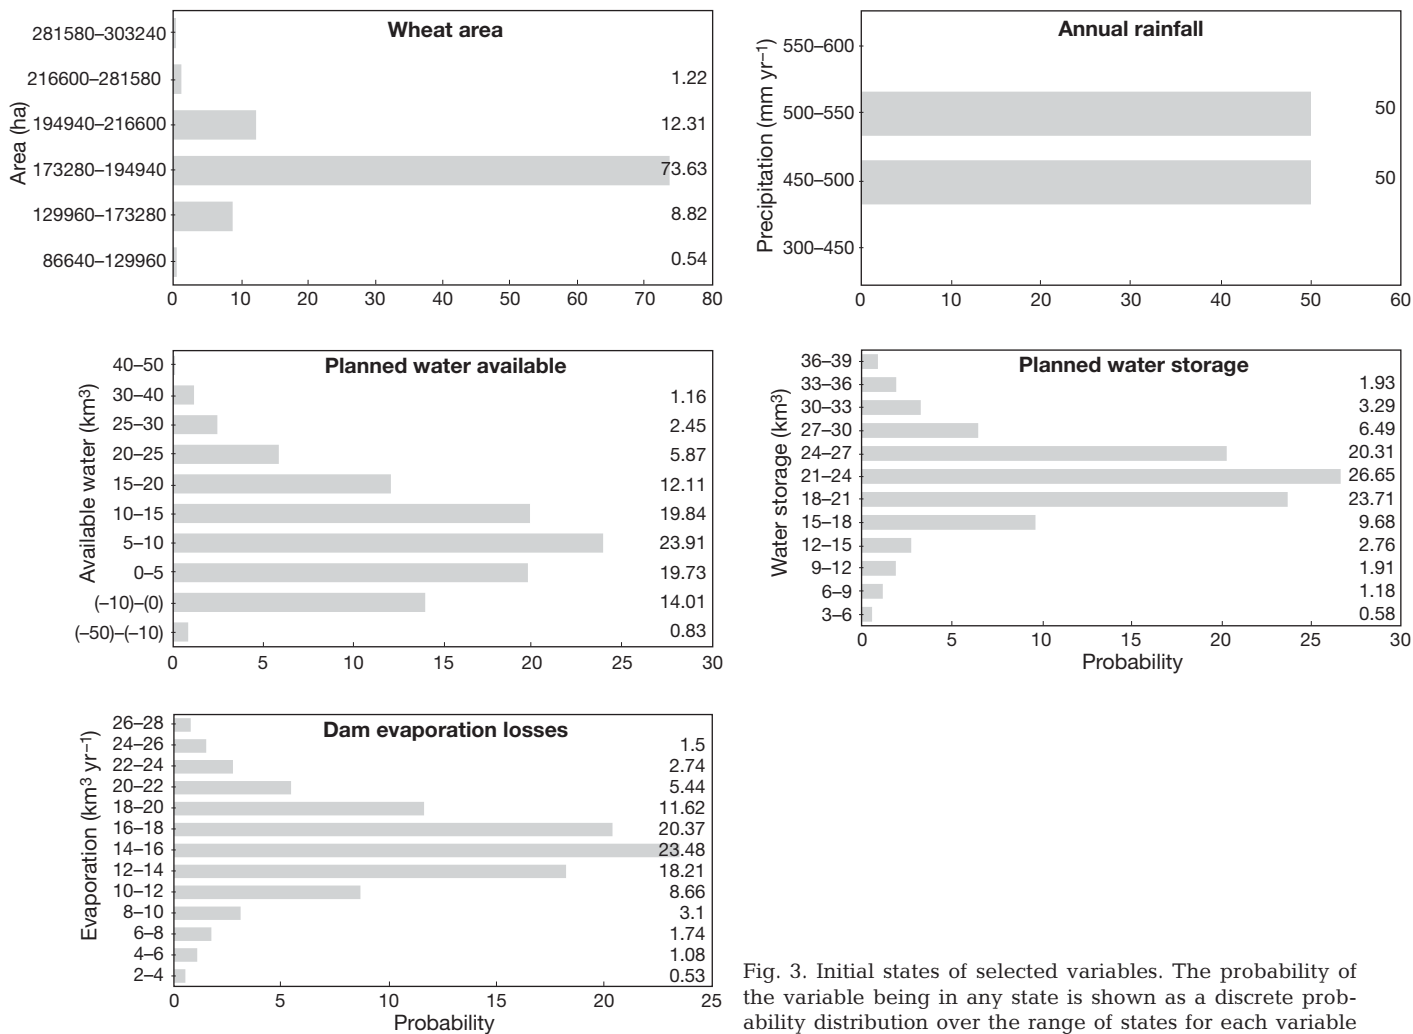 Wheat area
Area (ha)
281580–303240
216600–281580 1.22
194940–216600 12.31
173280–194940 73.63
129960–173280 8.82
86640–129960 0.54
0 10 20 30 40 50 60 70 80
Annual rainfall
Precipitation (mm yr⁻¹)
550–600
500–550 50
450–500 50
300–450
0 10 20 30 40 50 60
Planned water available
Available water (km³)
40–50
30–40 1.16
25–30 2.45
20–25 5.87
15–20 12.11
10–15 19.84
5–10 23.91
0–5 19.73
(–10)–(0) 14.01
(–50)–(–10) 0.83
0 5 10 15 20 25 30
Planned water storage
Water storage (km³)
36–39
33–36 1.93
30–33 3.29
27–30 6.49
24–27 20.31
21–24 26.65
18–21 23.71
15–18 9.68
12–15 2.76
9–12 1.91
6–9 1.18
3–6 0.58
0 5 10 15 20 25 30
Probability
Dam evaporation losses
Evaporation (km³ yr⁻¹)
26–28
24–26 1.5
22–24 2.74
20–22 5.44
18–20 11.62
16–18 20.37
14–16 23.48
12–14 18.21
10–12 8.66
8–10 3.1
6–8 1.74
4–6 1.08
2–4 0.53
0 5 10 15 20 25
Probability
Fig. 3. Initial states of selected variables. The probability of
the variable being in any state is shown as a discrete prob-
ability distribution over the range of states for each variable